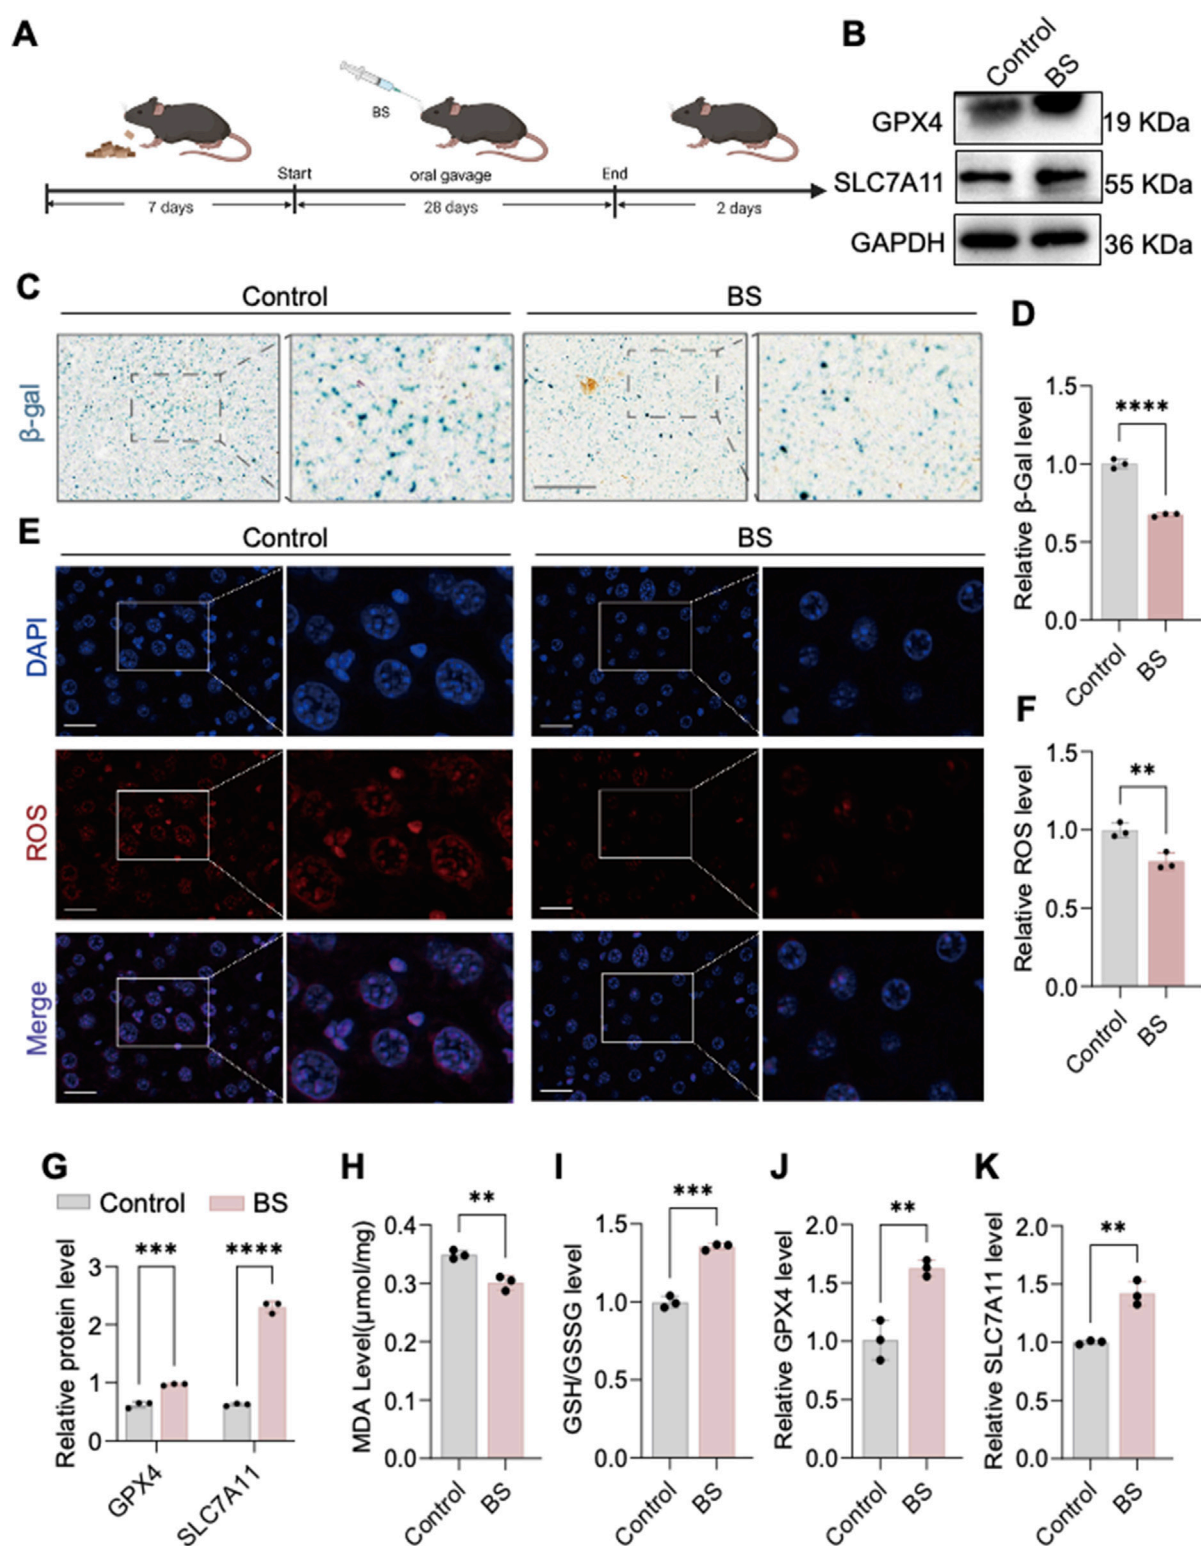 A
BS
Start
oral gavage
End
7 days
28 days
2 days
B
Control
BS
GPX4
19 KDa
SLC7A11
55 KDa
GAPDH
36 KDa
C
Control
BS
β-gal
D
Relative β-Gal level
1.5
1.0
0.5
0.0
****
Control
BS
E
Control
BS
DAPI
ROS
Merge
F
Relative ROS level
1.5
1.0
0.5
0.0
**
Control
BS
G
Control
BS
Relative protein level
3
2
1
0
***
****
GPX4
SLC7A11
H
MDA Level(μmol/mg)
0.4
0.3
0.2
0.1
0.0
**
Control
BS
I
GSH/GSSG level
1.5
1.0
0.5
0.0
***
Control
BS
J
Relative GPX4 level
2.0
1.5
1.0
0.5
0.0
**
Control
BS
K
Relative SLC7A11 level
2.0
1.5
1.0
0.5
0.0
**
Control
BS